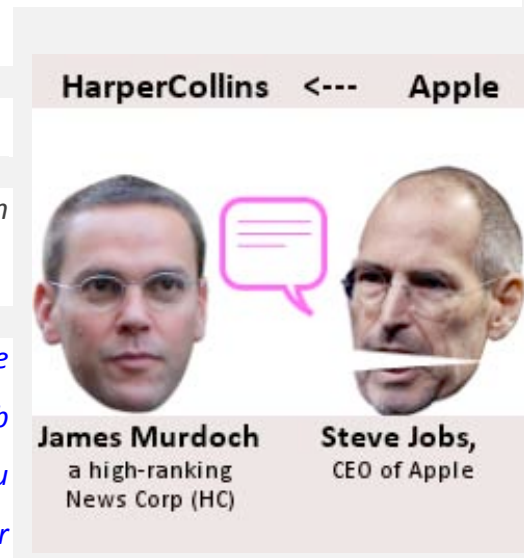 HarperCollins <--- Apple
n
e
James Murdoch Steve Jobs,
a high-ranking CEO of Apple
News Corp (HC)
u
r